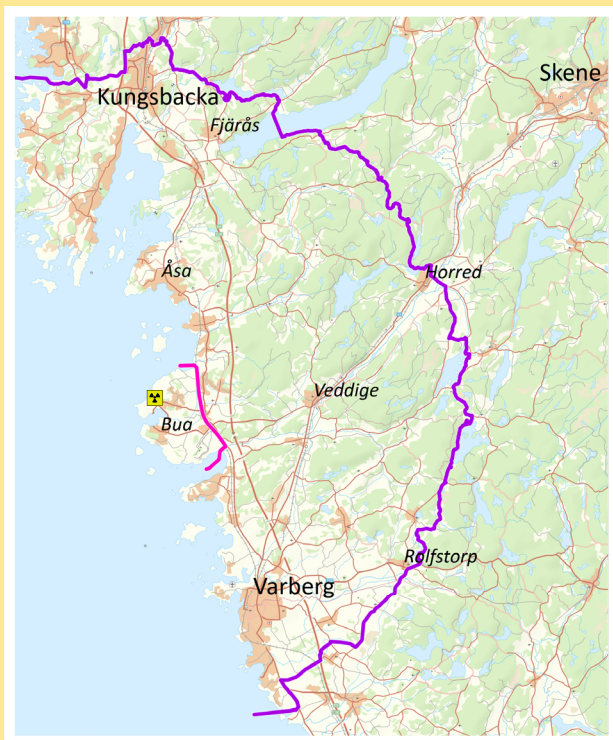 Skene
Kungsbacka
Fjärås
Åsa
Horred
Veddige
Bua
Rolfstorp
Varberg